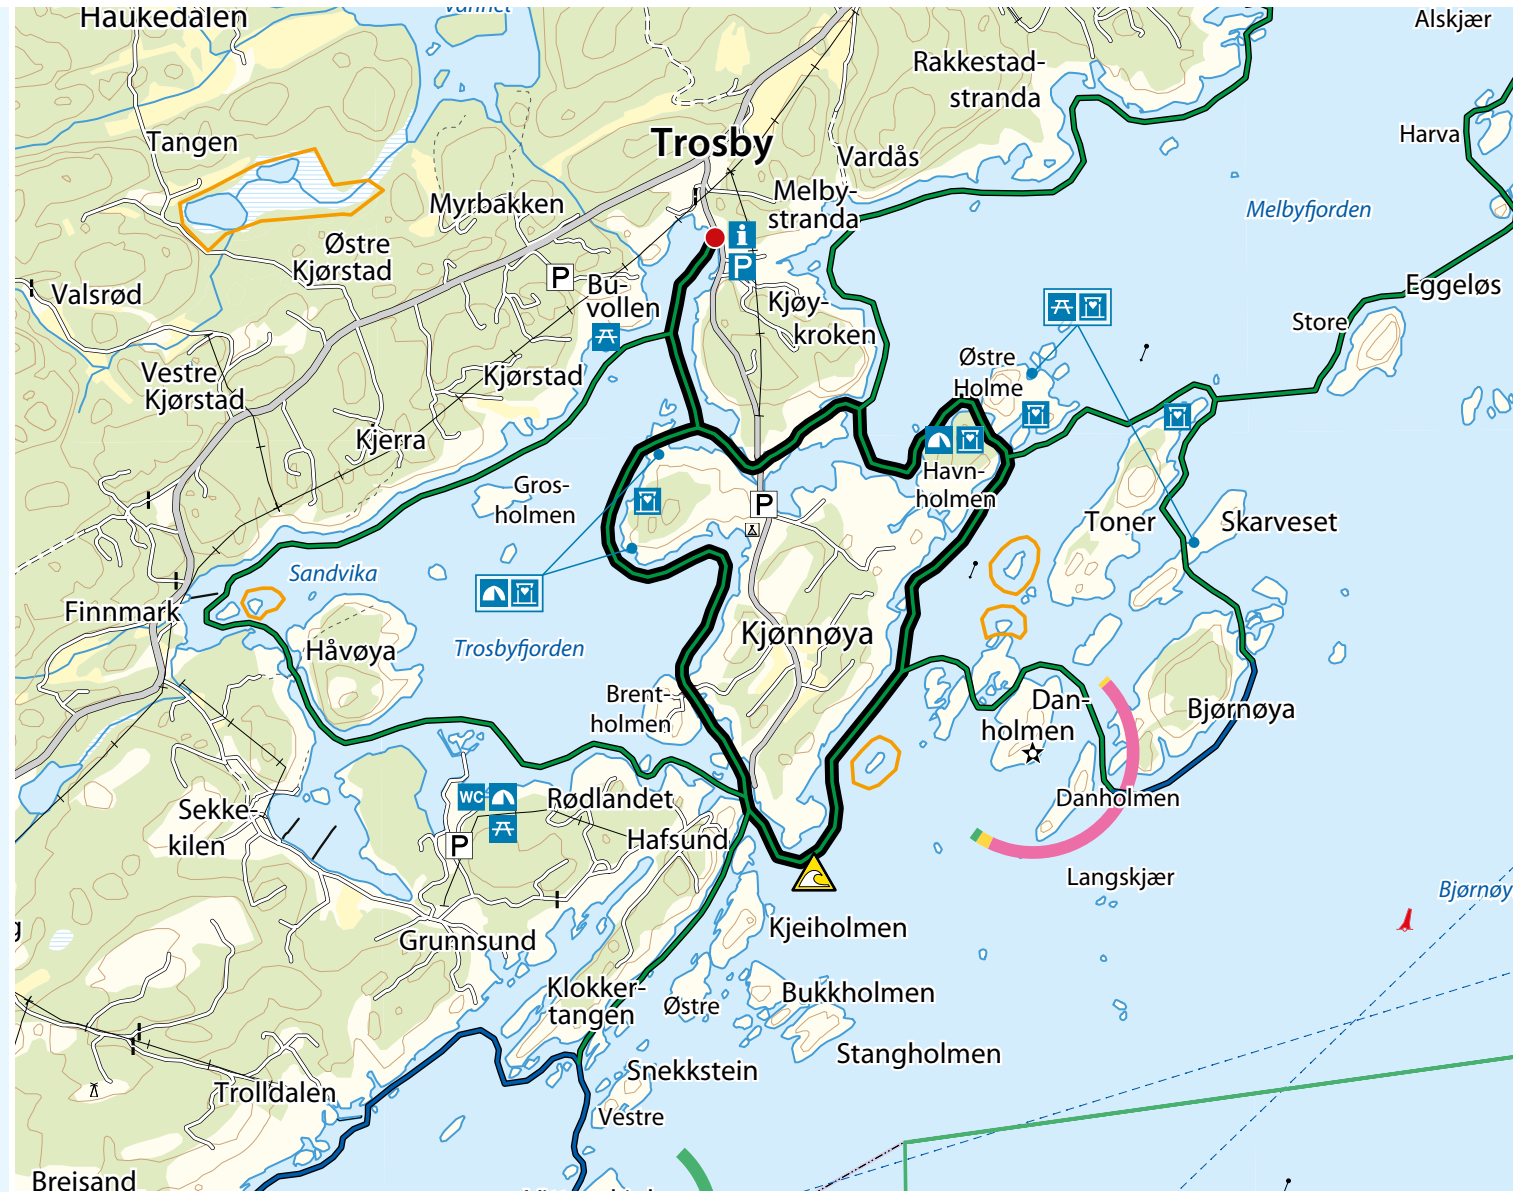 Haukedalen
Vannet
Alskjær
Rakkestad-
stranda
Harva
Tangen
Trosby
Vardås
Myrbakken
Melby-
stranda
Melbyfjorden
Østre
Kjørstad
i
P
P
Valsrød
Bu-
vollen
Kjøy-
kroken
Eggeløs
Store
Vestre
Kjørstad
Kjørstad
Østre
Holme
Kjerra
Gros-
holmen
Havn-
holmen
P
Toner
Skarveset
Sandvika
Finnmark
Håvøya
Trosbyfjorden
Kjønnøya
Brent-
holmen
Dan-
holmen
Bjørnøya
Sekke-
kilen
WC
Rødlandet
Danholmen
P
Hafsund
Langskjær
Bjørnøy
g
Grunnsund
Kjeiholmen
Klokker-
tangen
Østre
Bukkholmen
Stangholmen
Snekkstein
Trolldalen
Vestre
Breisand